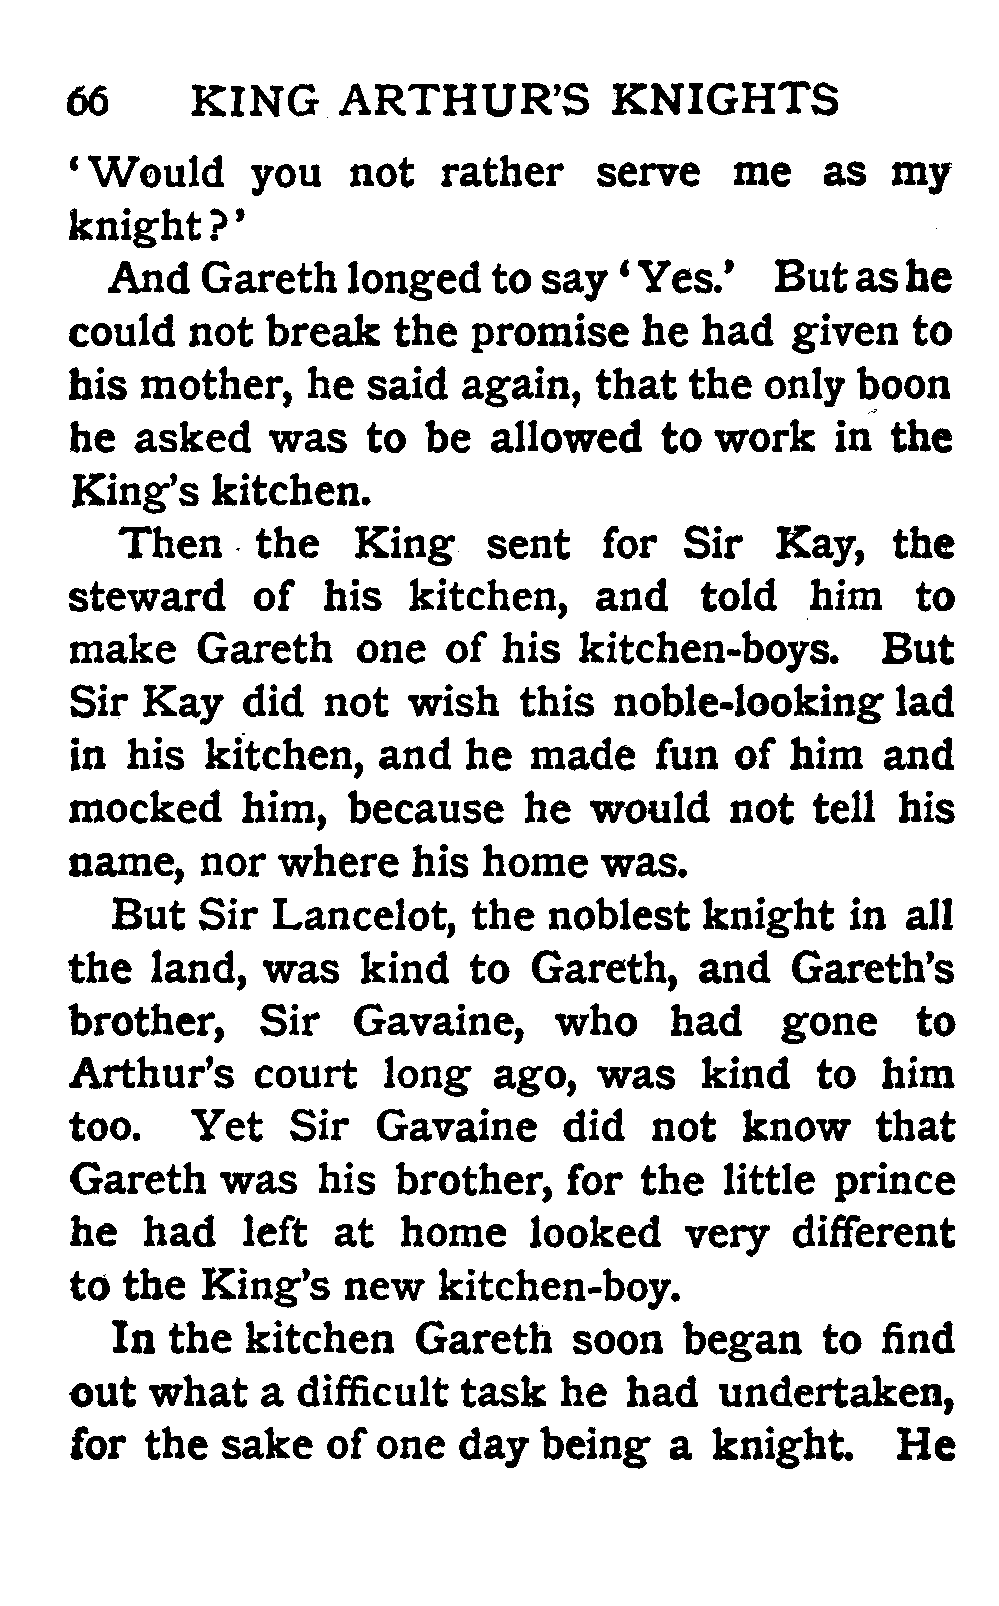 66 KING ARTHUR'S KNIGHTS
‘Would you not rather serve me as my
knight?’
And Gareth longed to say ‘Yes.’ But as he
could not break the promise he had given to
his mother, he said again, that the only boon
he asked was to be allowed to work in the
King's kitchen.
Then the King sent for Sir Kay, the
steward of his kitchen, and told him to
make Gareth one of his kitchen-boys. But
Sir Kay did not wish this noble-looking lad
in his kitchen, and he made fun of him and
mocked him, because he would not tell his
name, nor where his home was.
But Sir Lancelot, the noblest knight in all
the land, was kind to Gareth, and Gareth's
brother, Sir Gavaine, who had gone to
Arthur's court long ago, was kind to him
too. Yet Sir Gavaine did not know that
Gareth was his brother, for the little prince
he had left at home looked very different
to the King's new kitchen-boy.
In the kitchen Gareth soon began to find
out what a difficult task he had undertaken,
for the sake of one day being a knight. He